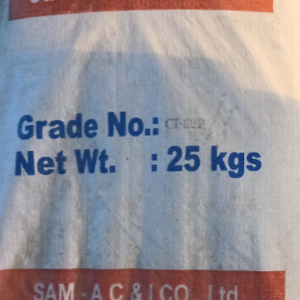 Grade No.:
Net Wt. : 25 kgs
SAM - A C & I CO., Ltd.